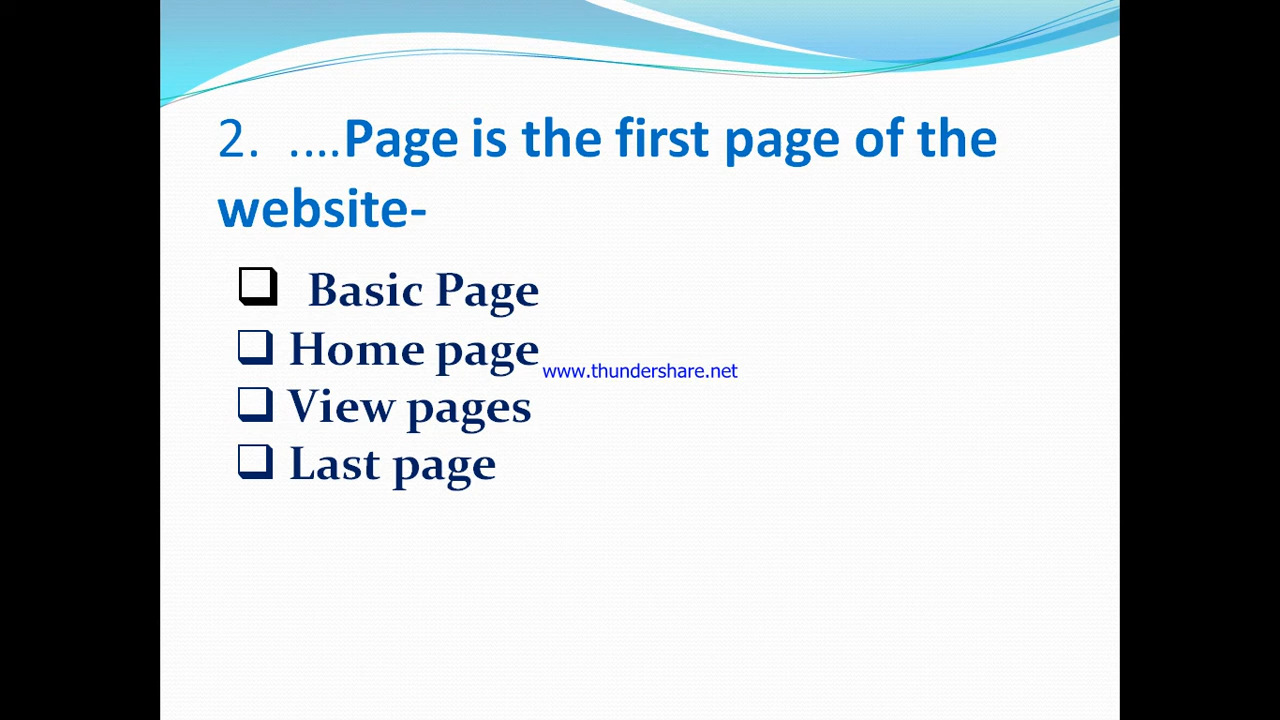 2. ....Page is the first page of the
website-
Basic Page
Home page
www.thundershare.net
View pages
Last page